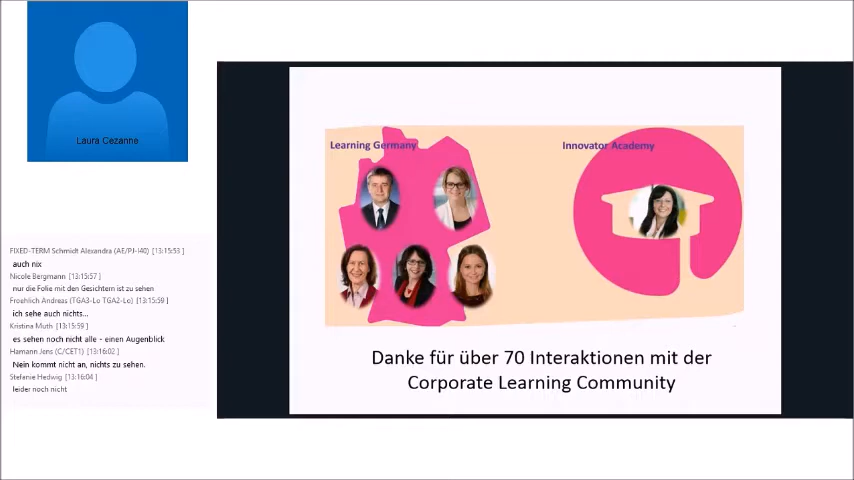 Laura Cezanne
FIXED-TERM Schmidt Alexandra (AE/PJ-I40) [13:15:53 ]
auch nix
Nicole Bergmann [13:15:57 ]
nur die Folie mit den Gesichtern ist zu sehen
Froehlich Andreas (TGA3-Lo TGA2-Lo) [13:15:59 ]
ich sehe auch nichts...
Kristina Muth [13:15:59 ]
es sehen noch nicht alle - einen Augenblick
Hamann Jens (C/CET1) [13:16:02 ]
Nein kommt nicht an, nichts zu sehen.
Stefanie Hedwig [13:16:04 ]
leider noch nicht
Learning Germany
Innovator Academy
Danke für über 70 Interaktionen mit der
Corporate Learning Community